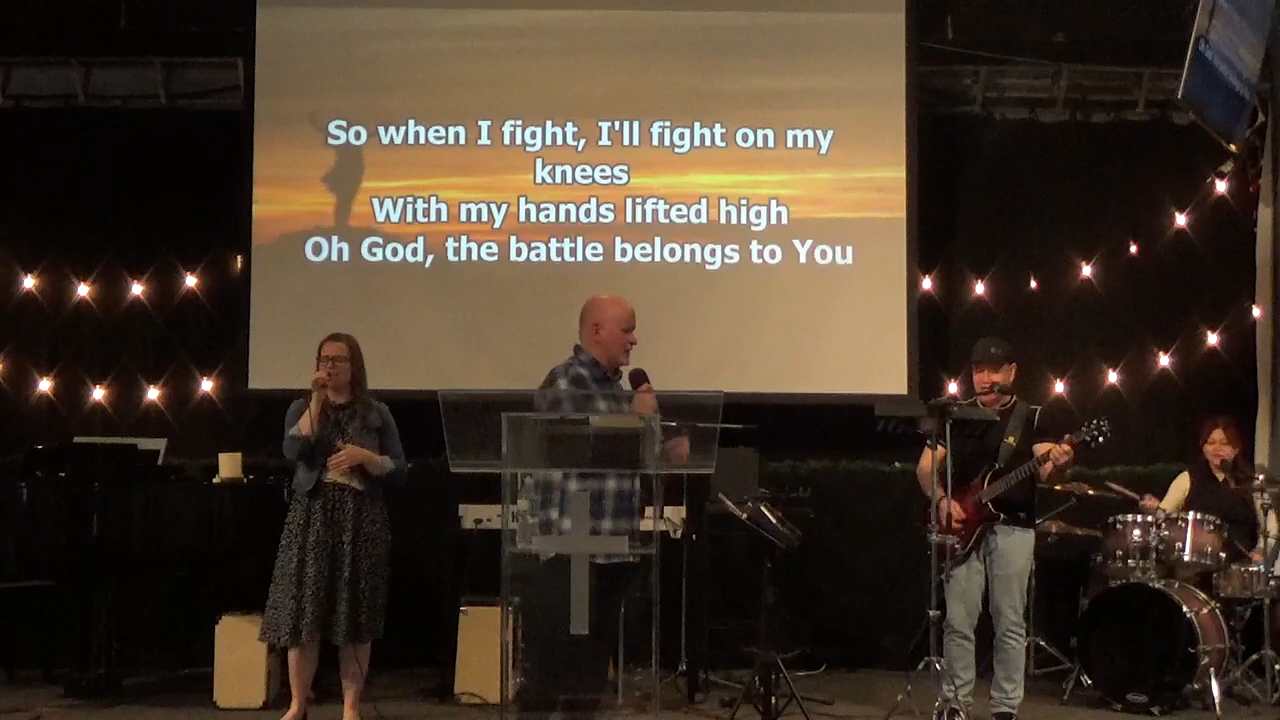 So when I fight, I'll fight on my
knees
With my hands lifted high
Oh God, the battle belongs to You